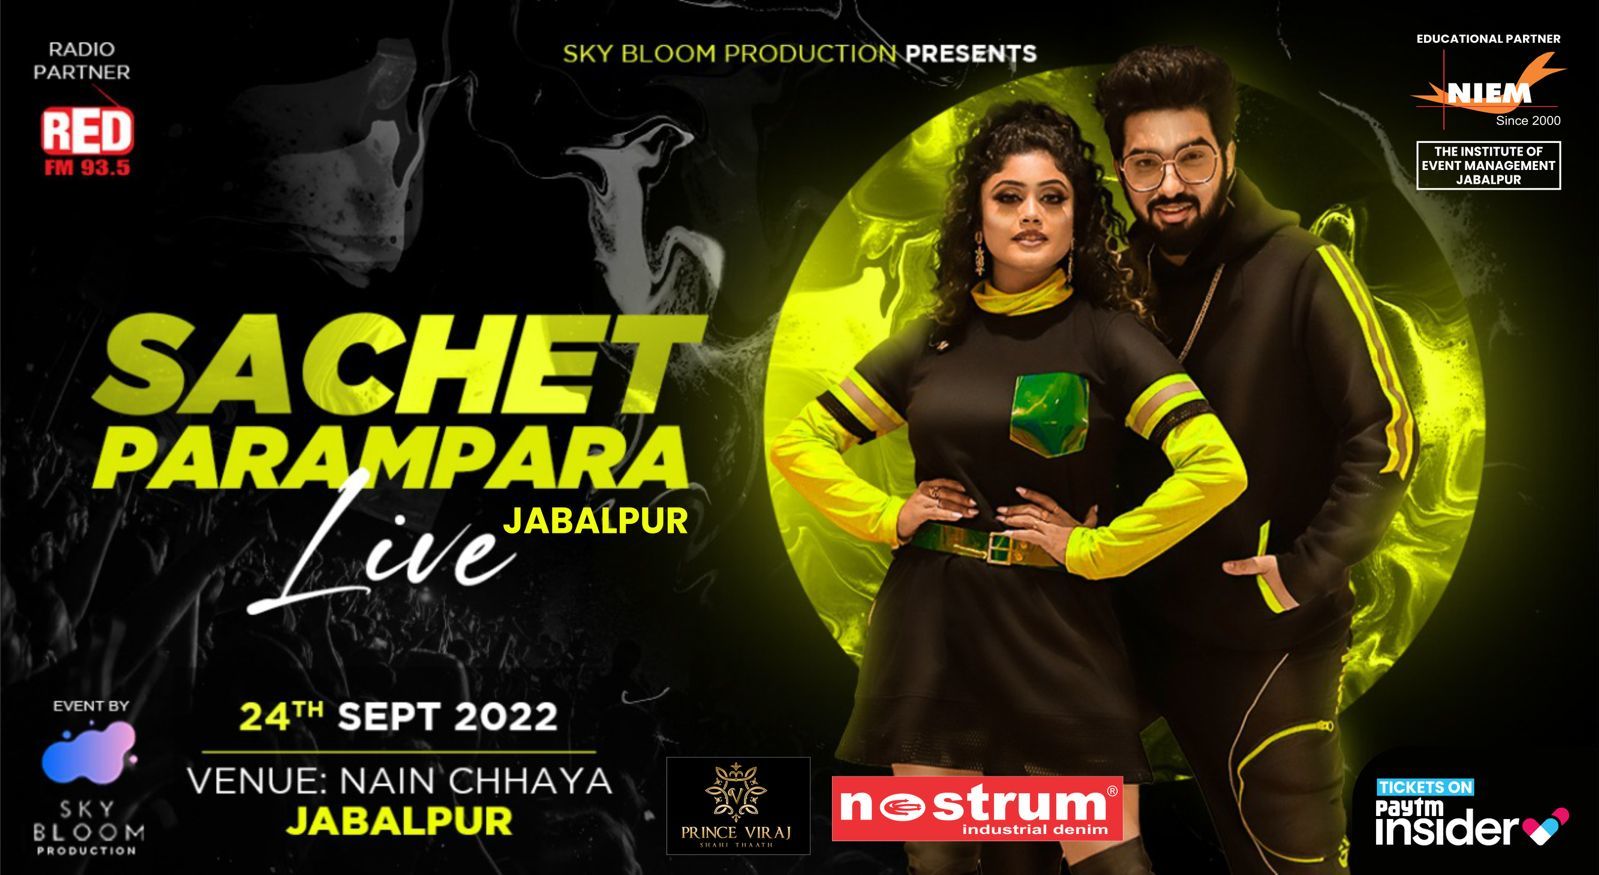 RADIO
PARTNER
RED
FM 93.5
SKY BLOOM PRODUCTION PRESENTS
EDUCATIONAL PARTNER
NIEM
Since 2000
THE INSTITUTE OF
EVENT MANAGEMENT
JABALPUR
SACHET
PARAMPARA
Live JABALPUR
EVENT BY
SKY
BLOOM
PRODUCTION
24TH SEPT 2022
VENUE: NAIN CHHAYA
JABALPUR
PRINCE VIRAJ
SHAHI THAATH
nostrum®
industrial denim
TICKETS ON
paytm
insider